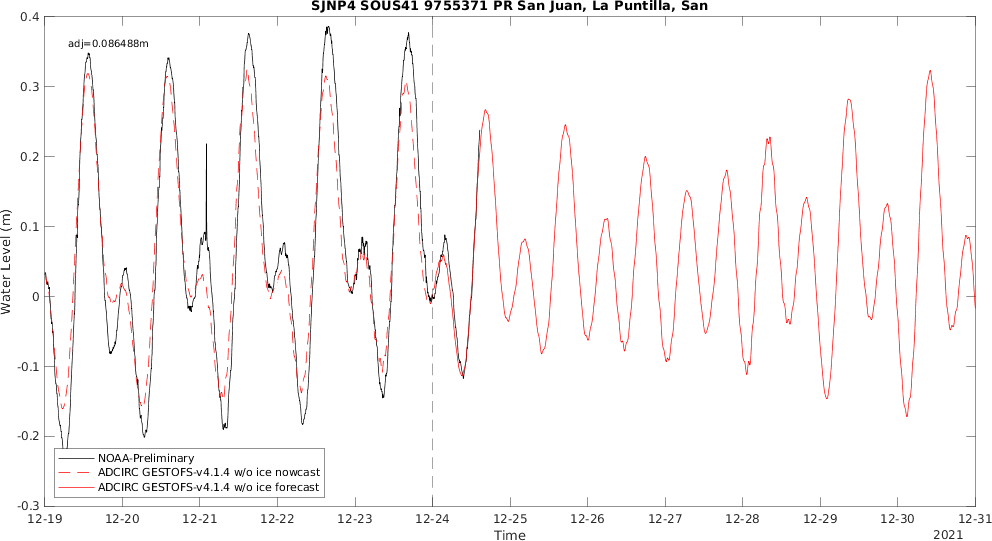 SJNP4 SOUS41 9755371 PR San Juan, La Puntilla, San
adj=0.086488m
Water Level (m)
0.4
0.3
0.2
0.1
0
-0.1
-0.2
-0.3
NOAA-Preliminary
ADCIRC GESTOFS-v4.1.4 w/o ice nowcast
ADCIRC GESTOFS-v4.1.4 w/o ice forecast
12-19 12-20 12-21 12-22 12-23 12-24 12-25 12-26 12-27 12-28 12-29 12-30 12-31
Time
2021